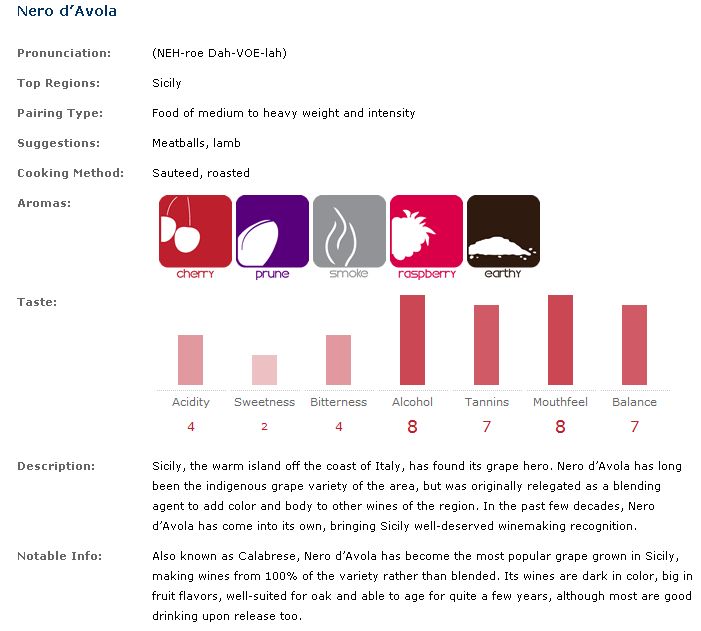 Nero d’Avola
Pronunciation: (NEH-roe Dah-VOE-lah)
Top Regions: Sicily
Pairing Type: Food of medium to heavy weight and intensity
Suggestions: Meatballs, lamb
Cooking Method: Sauteed, roasted
Aromas:
cherry prune smoke raspberry earthy
Taste:
Acidity Sweetness Bitterness Alcohol Tannins Mouthfeel Balance
4 2 4 8 7 8 7
Description: Sicily, the warm island off the coast of Italy, has found its grape hero. Nero d’Avola has long
been the indigenous grape variety of the area, but was originally relegated as a blending
agent to add color and body to other wines of the region. In the past few decades, Nero
d’Avola has come into its own, bringing Sicily well-deserved winemaking recognition.
Notable Info: Also known as Calabrese, Nero d’Avola has become the most popular grape grown in Sicily,
making wines from 100% of the variety rather than blended. Its wines are dark in color, big in
fruit flavors, well-suited for oak and able to age for quite a few years, although most are good
drinking upon release too.